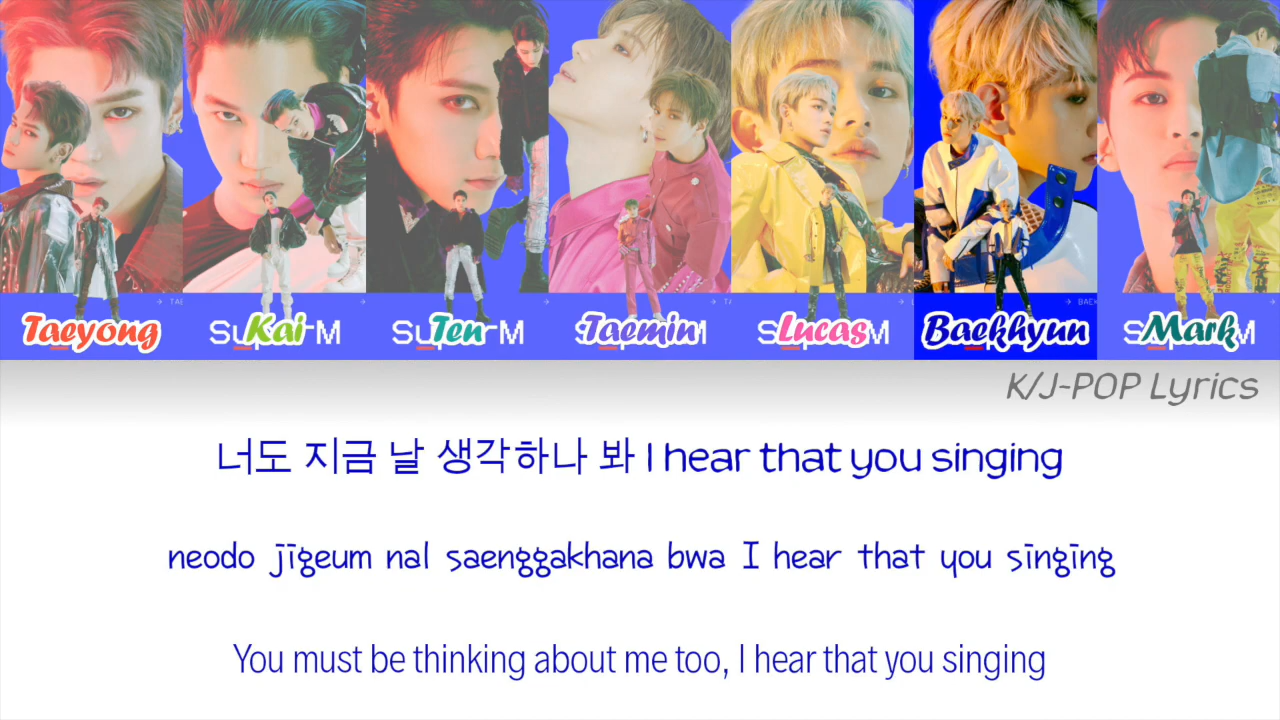 Taeyong Kai Ten Taemin Lucas Baekhyun Mark
K/J-POP Lyrics
너도 지금 날 생각하나 봐 I hear that you singing
neodo jigeum nal saenggakhana bwa I hear that you singing
You must be thinking about me too, I hear that you singing